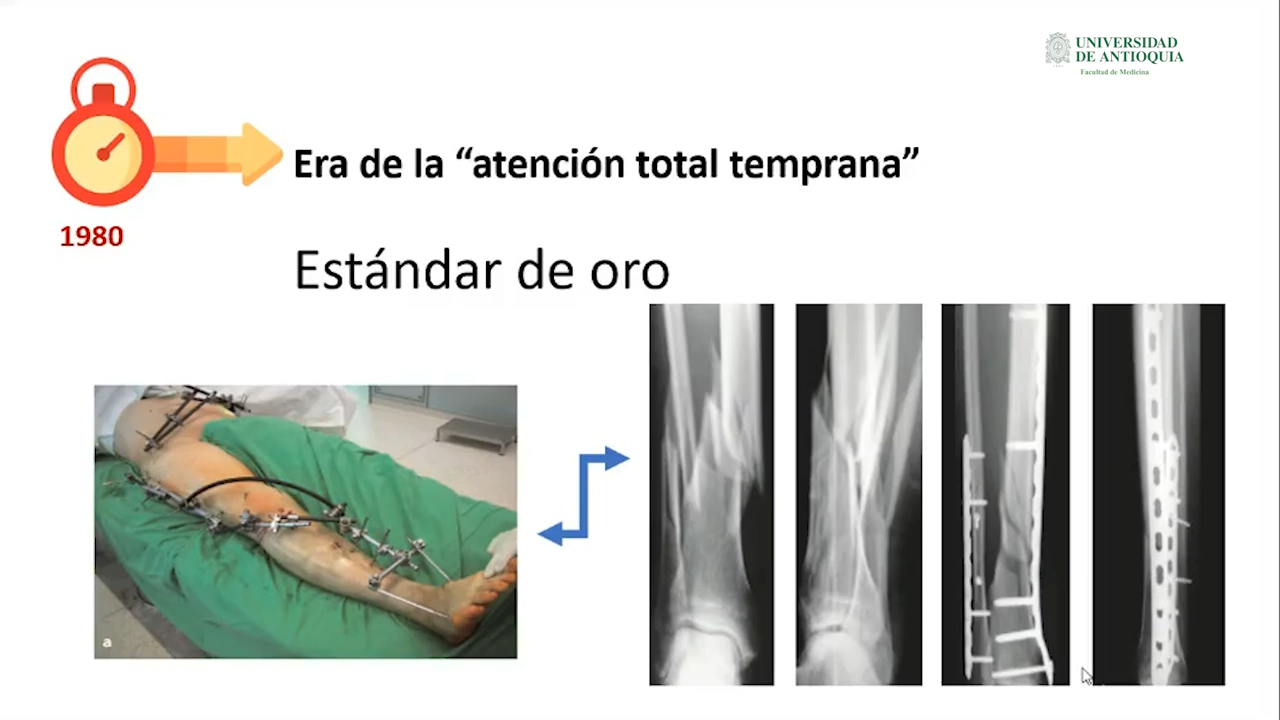 UNIVERSIDAD
DE ANTIOQUIA
Facultad de Medicina
Era de la “atención total temprana”
1980
Estándar de oro
a